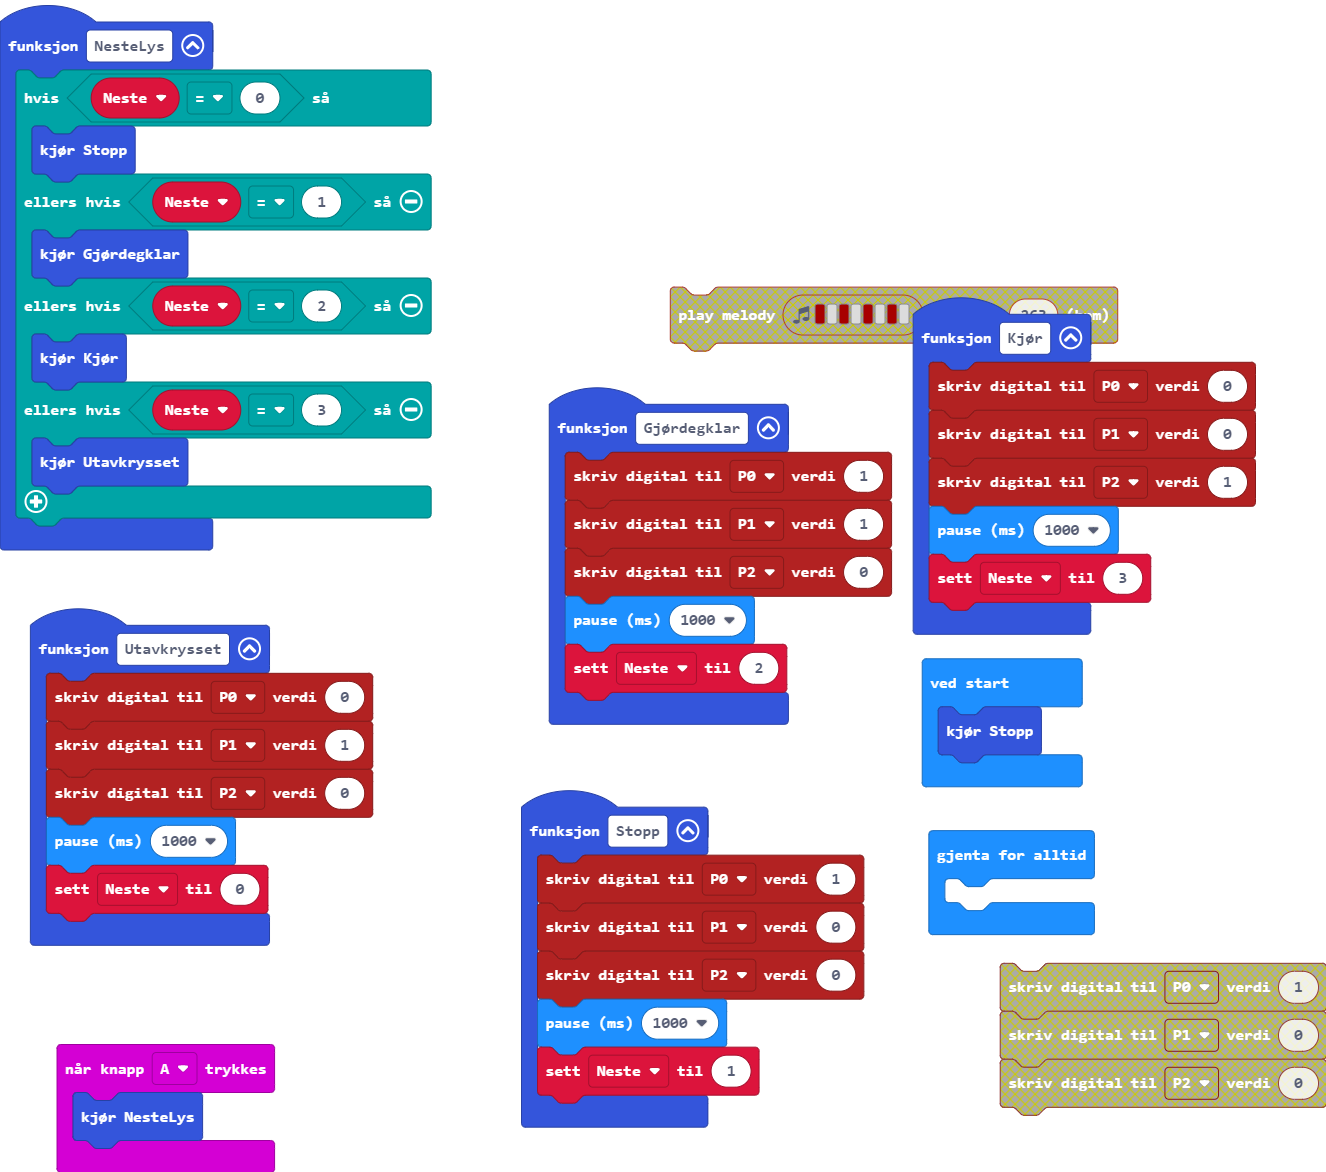 funksjon NesteLys
hvis Neste = 0 så
kjør Stopp
ellers hvis Neste = 1 så
kjør Gjørdegklar
ellers hvis Neste = 2 så
kjør Kjør
ellers hvis Neste = 3 så
kjør Utavkrysset
funksjon Utavkrysset
skriv digital til P0 verdi 0
skriv digital til P1 verdi 1
skriv digital til P2 verdi 0
pause (ms) 1000
sett Neste til 0
når knapp A trykkes
kjør NesteLys
play melody
funksjon Gjørdegklar
skriv digital til P0 verdi 1
skriv digital til P1 verdi 1
skriv digital til P2 verdi 0
pause (ms) 1000
sett Neste til 2
funksjon Stopp
skriv digital til P0 verdi 1
skriv digital til P1 verdi 0
skriv digital til P2 verdi 0
pause (ms) 1000
sett Neste til 1
funksjon Kjør
skriv digital til P0 verdi 0
skriv digital til P1 verdi 0
skriv digital til P2 verdi 1
pause (ms) 1000
sett Neste til 3
ved start
kjør Stopp
gjenta for alltid
skriv digital til P0 verdi 1
skriv digital til P1 verdi 0
skriv digital til P2 verdi 0